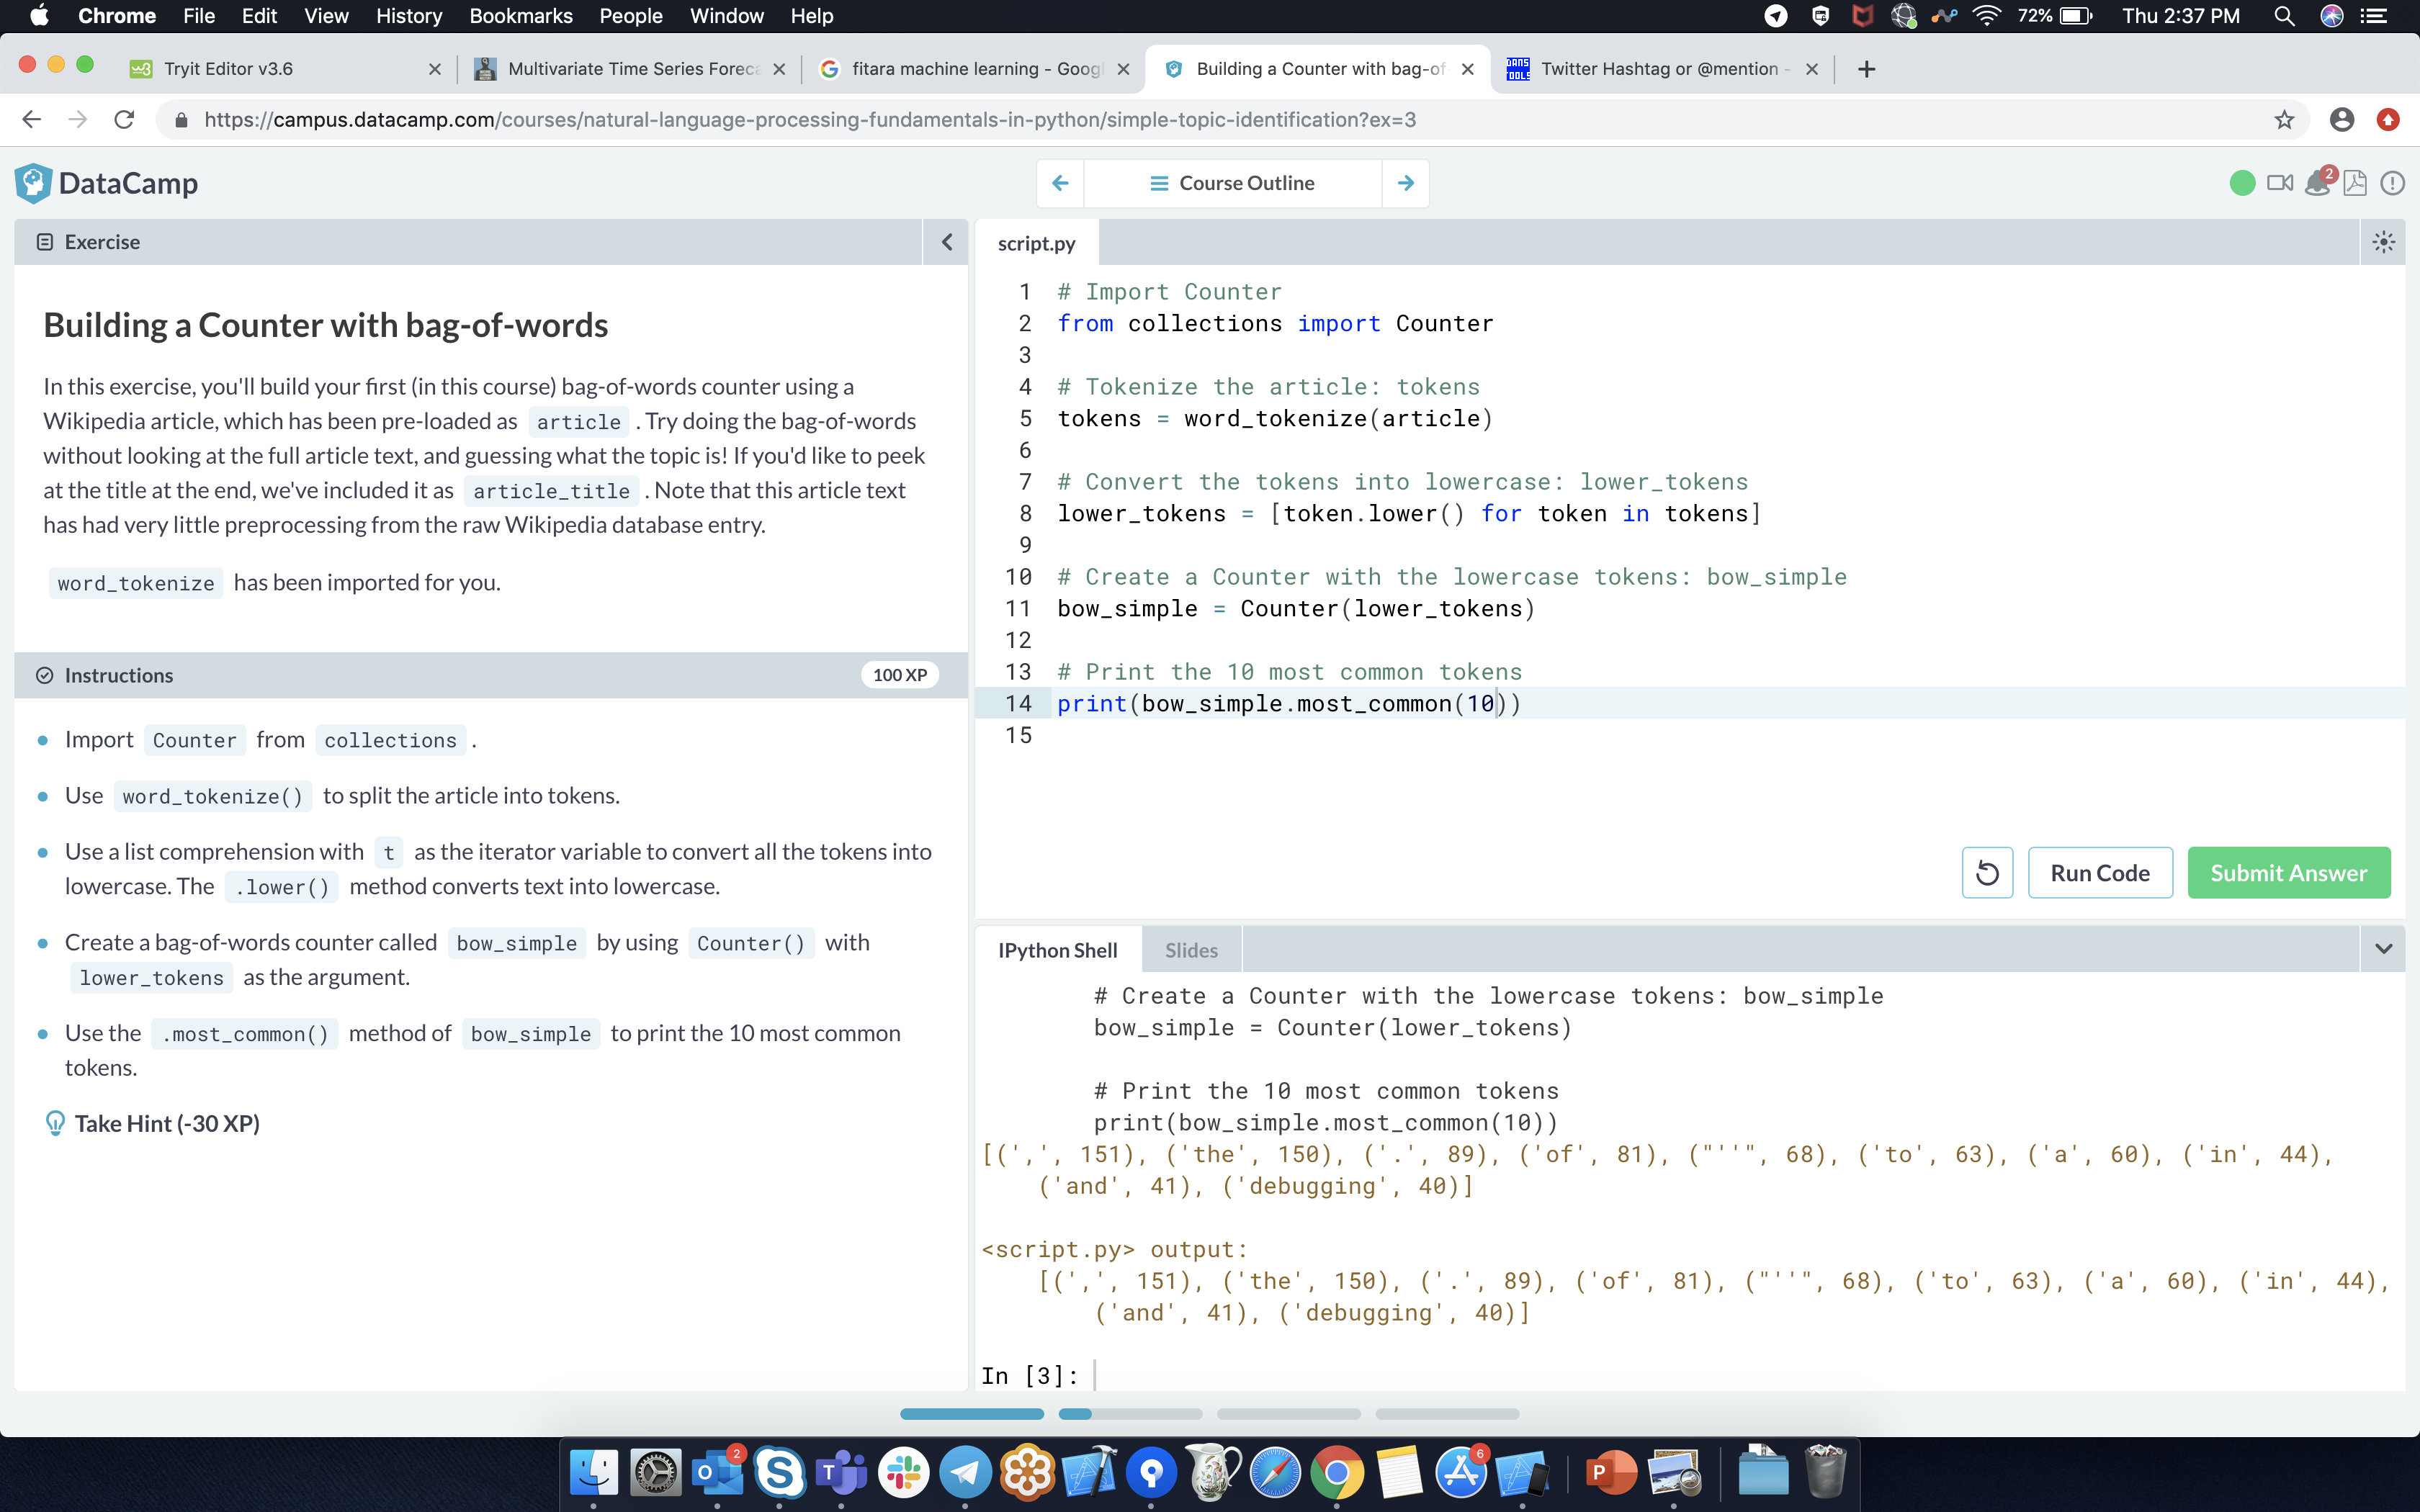 Chrome File Edit View History Bookmarks People Window Help
72% Thu 2:37 PM
Tryit Editor v3.6
Multivariate Time Series Foreca
fitara machine learning - Googl
Building a Counter with bag-of
Twitter Hashtag or @mention -
https://campus.datacamp.com/courses/natural-language-processing-fundamentals-in-python/simple-topic-identification?ex=3
DataCamp
Course Outline
2
Exercise
Building a Counter with bag-of-words
In this exercise, you'll build your first (in this course) bag-of-words counter using a
Wikipedia article, which has been pre-loaded as article . Try doing the bag-of-words
without looking at the full article text, and guessing what the topic is! If you'd like to peek
at the title at the end, we've included it as article_title . Note that this article text
has had very little preprocessing from the raw Wikipedia database entry.
word_tokenize has been imported for you.
Instructions
100 XP
Import Counter from collections .
Use word_tokenize() to split the article into tokens.
Use a list comprehension with t as the iterator variable to convert all the tokens into
lowercase. The .lower() method converts text into lowercase.
Create a bag-of-words counter called bow_simple by using Counter() with
lower_tokens as the argument.
Use the .most_common() method of bow_simple to print the 10 most common
tokens.
Take Hint (-30 XP)
script.py
1 # Import Counter
2 from collections import Counter
3
4 # Tokenize the article: tokens
5 tokens = word_tokenize(article)
6
7 # Convert the tokens into lowercase: lower_tokens
8 lower_tokens = [token.lower() for token in tokens]
9
10 # Create a Counter with the lowercase tokens: bow_simple
11 bow_simple = Counter(lower_tokens)
12
13 # Print the 10 most common tokens
14 print(bow_simple.most_common(10))
15
Run Code
Submit Answer
IPython Shell
Slides
# Create a Counter with the lowercase tokens: bow_simple
bow_simple = Counter(lower_tokens)
# Print the 10 most common tokens
print(bow_simple.most_common(10))
[(',', 151), ('the', 150), ('.', 89), ('of', 81), ("''", 68), ('to', 63), ('a', 60), ('in', 44),
('and', 41), ('debugging', 40)]
<script.py> output:
[(',', 151), ('the', 150), ('.', 89), ('of', 81), ("''", 68), ('to', 63), ('a', 60), ('in', 44),
('and', 41), ('debugging', 40)]
In [3]:
2
6